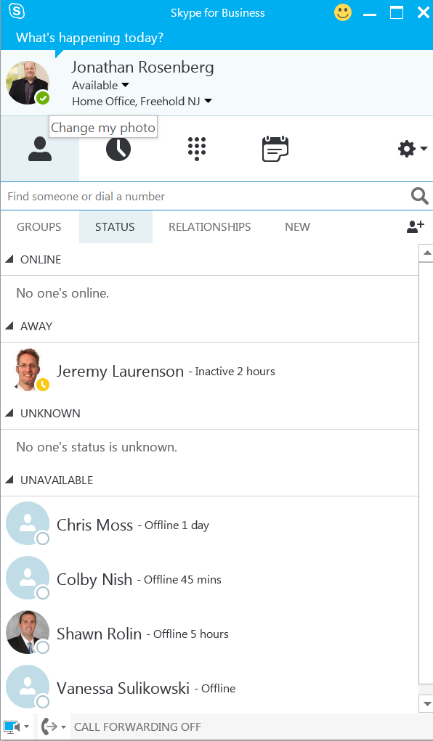 Skype for Business
What's happening today?
Jonathan Rosenberg
Available
Home Office, Freehold NJ
Change my photo
Find someone or dial a number
GROUPS STATUS RELATIONSHIPS NEW
ONLINE
No one's online.
AWAY
Jeremy Laurenson - Inactive 2 hours
UNKNOWN
No one's status is unknown.
UNAVAILABLE
Chris Moss - Offline 1 day
Colby Nish - Offline 45 mins
Shawn Rolin - Offline 5 hours
Vanessa Sulikowski - Offline
CALL FORWARDING OFF